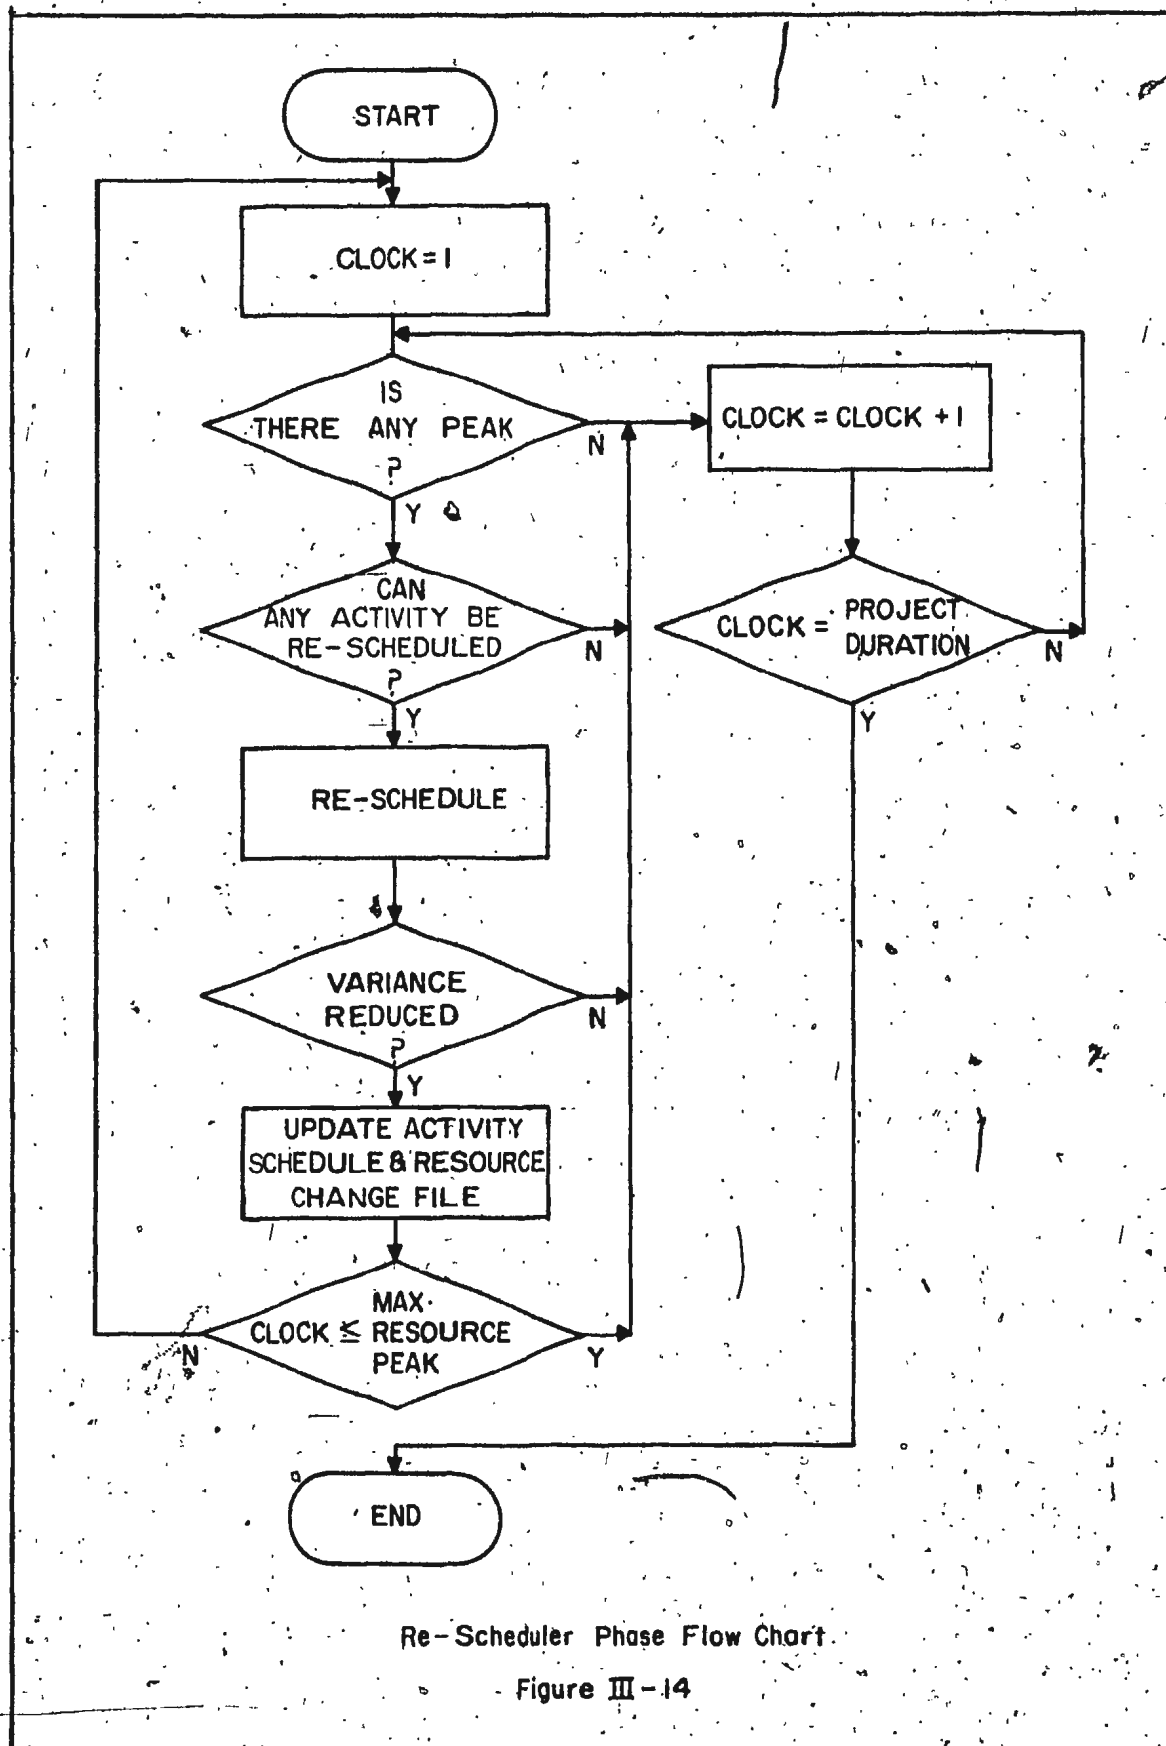 START
CLOCK = 1
IS
THERE ANY PEAK
?
N
Y
CLOCK = CLOCK + 1
CAN
ANY ACTIVITY BE
RE-SCHEDULED
?
N
Y
CLOCK = PROJECT
DURATION
N
Y
RE-SCHEDULE
VARIANCE
REDUCED
?
N
Y
UPDATE ACTIVITY
SCHEDULE & RESOURCE
CHANGE FILE
MAX.
CLOCK ≤ RESOURCE
PEAK
N
Y
END
Re-Scheduler Phase Flow Chart.
Figure III-14